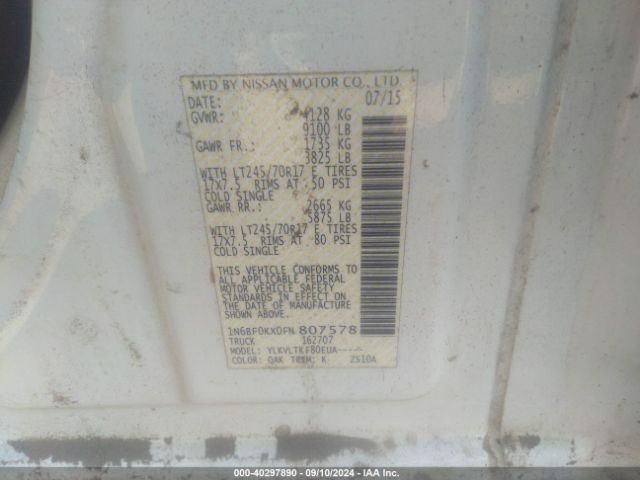 MFD BY NISSAN MOTOR CO., LTD.
DATE: 07/15
GVWR: 4128 KG
9100 LB
GAWR FR.: 1735 KG
3825 LB
WITH LT245/70R17 E TIRES
17X7.5 RIMS AT 50 PSI
COLD SINGLE
GAWR RR.: 2665 KG
5875 LB
WITH LT245/70R17 E TIRES
17X7.5 RIMS AT 80 PSI
COLD SINGLE
THIS VEHICLE CONFORMS TO
ALL APPLICABLE FEDERAL
MOTOR VEHICLE SAFETY
STANDARDS IN EFFECT ON
THE DATE OF MANUFACTURE
SHOWN ABOVE.
1N6BF0KX0FN 807578
TRUCK 162707
MODEL: YLKVLTKF80EUA-----
COLOR: QAK TRIM: K 2S10A
000-40297890 - 09/10/2024 - IAA Inc.